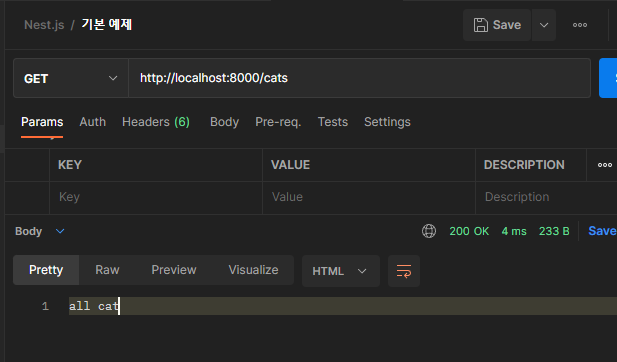 Nest.js / 기본 예제
Save
GET http://localhost:8000/cats
Params Auth Headers (6) Body Pre-req. Tests Settings
KEY VALUE DESCRIPTION
Key Value Description
Body 200 OK 4 ms 233 B Save
Pretty Raw Preview Visualize HTML
1 all cat